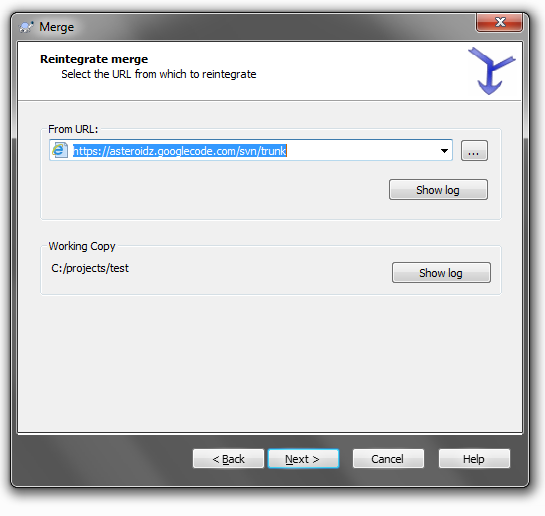 Merge
Reintegrate merge
Select the URL from which to reintegrate
From URL:
https://asteroidz.googlecode.com/svn/trunk
...
Show log
Working Copy
C:/projects/test
Show log
< Back
Next >
Cancel
Help